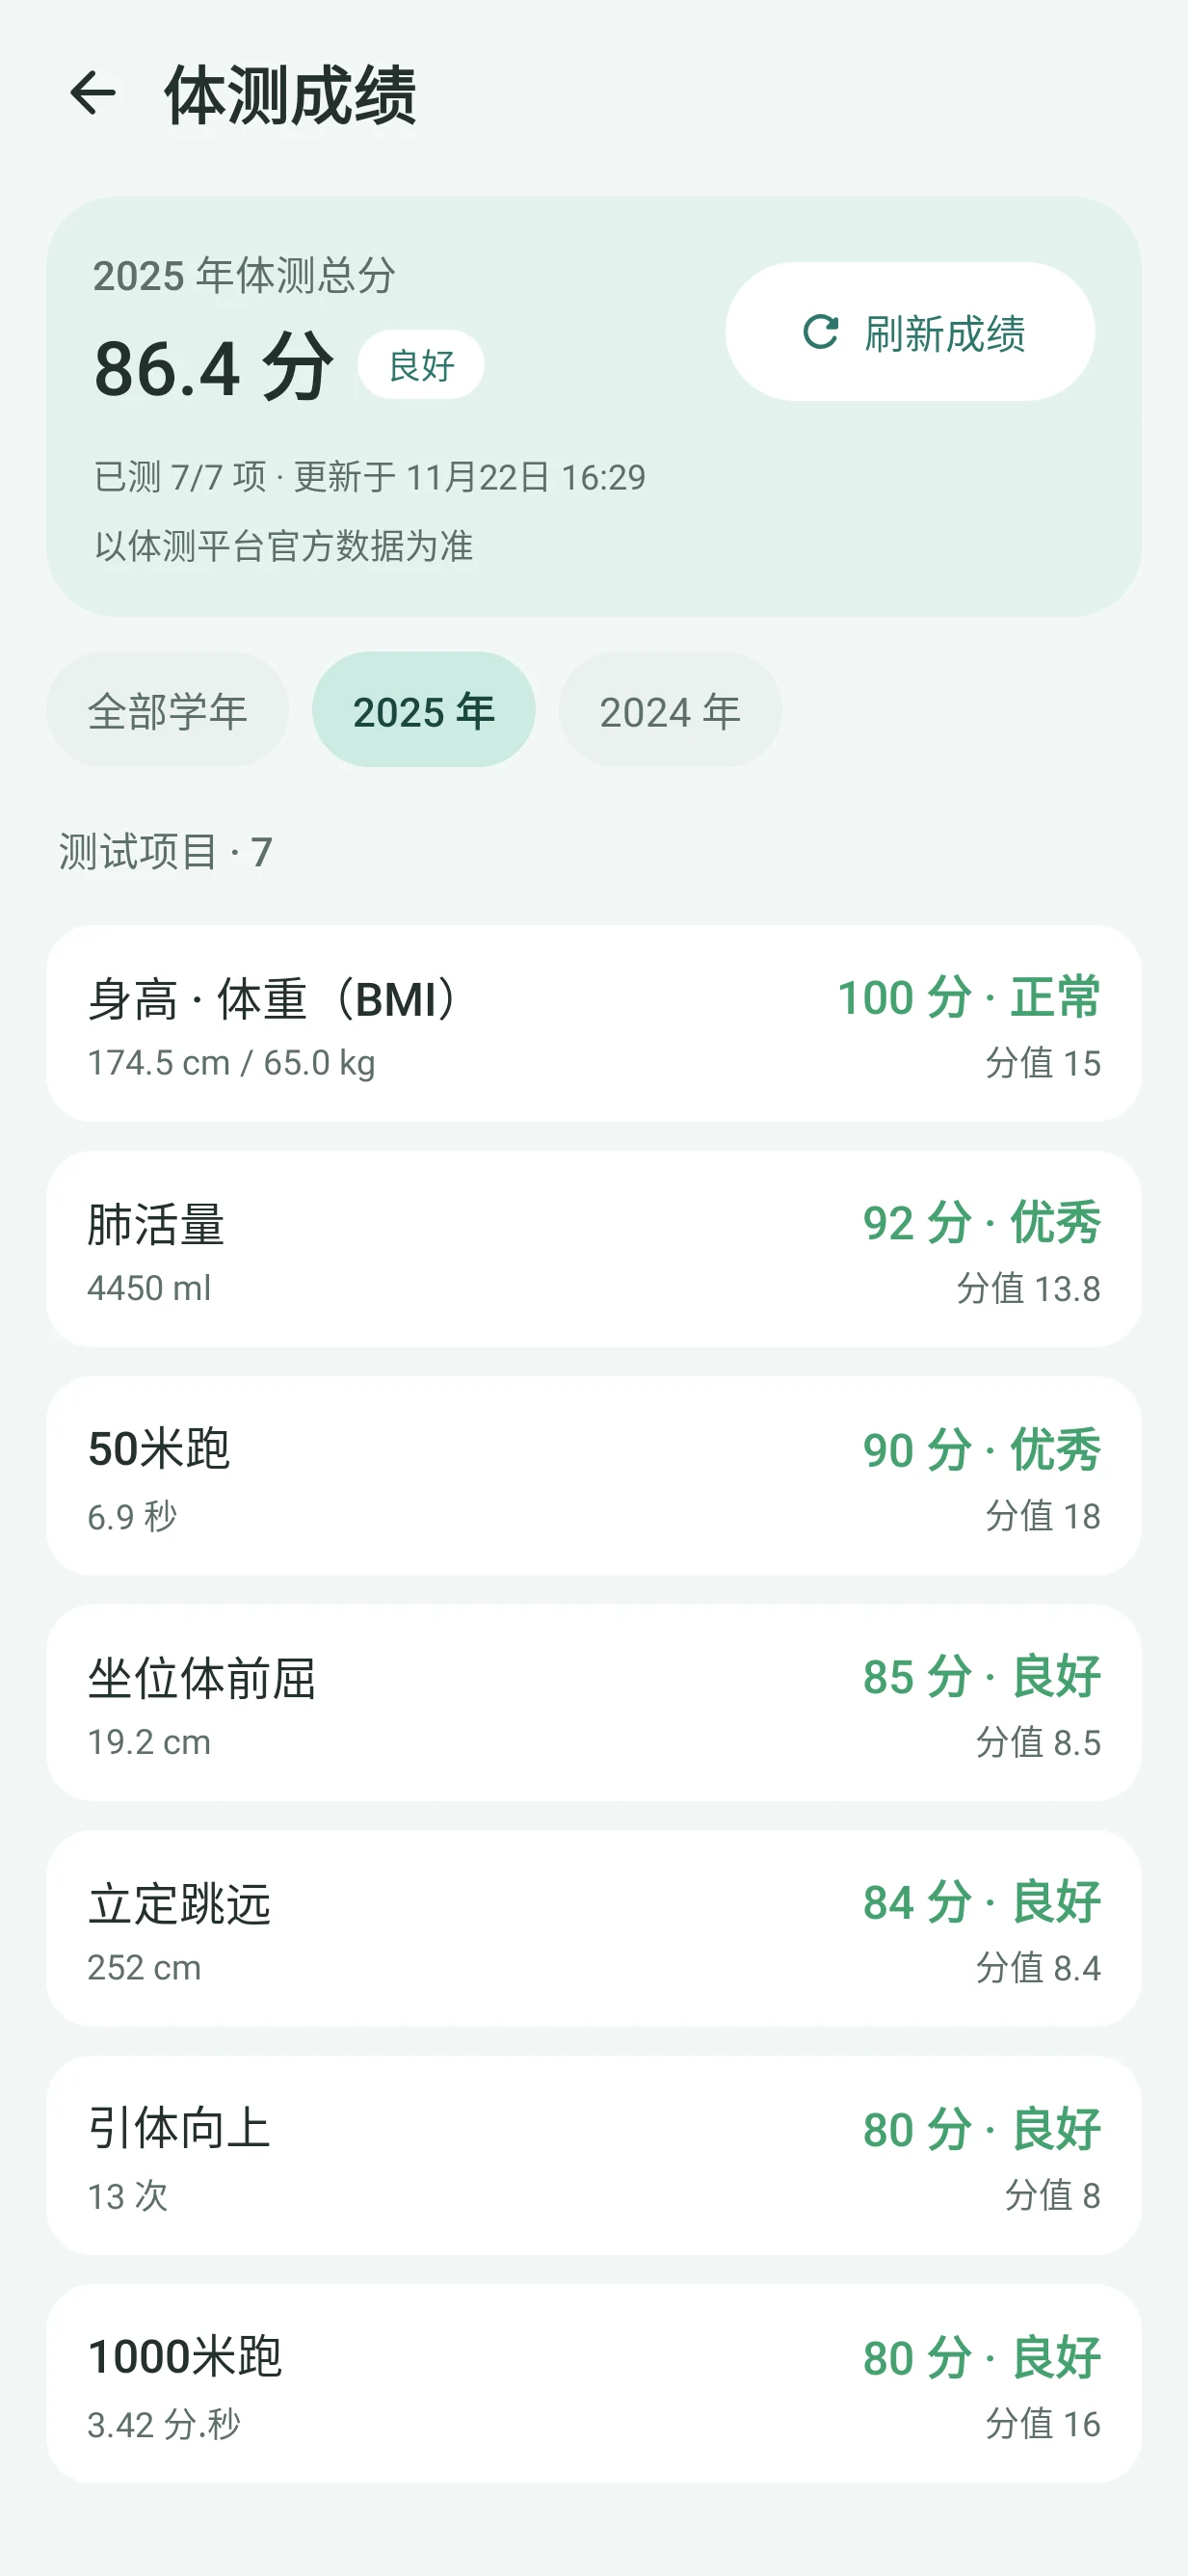 体测成绩
2025 年体测总分
86.4 分 良好
刷新成绩
已测 7/7 项 · 更新于 11月22日 16:29
以体测平台官方数据为准
全部学年 2025 年 2024 年
测试项目 · 7
身高 · 体重（BMI） 100 分 · 正常
174.5 cm / 65.0 kg 分值 15
肺活量 92 分 · 优秀
4450 ml 分值 13.8
50米跑 90 分 · 优秀
6.9 秒 分值 18
坐位体前屈 85 分 · 良好
19.2 cm 分值 8.5
立定跳远 84 分 · 良好
252 cm 分值 8.4
引体向上 80 分 · 良好
13 次 分值 8
1000米跑 80 分 · 良好
3.42 分.秒 分值 16